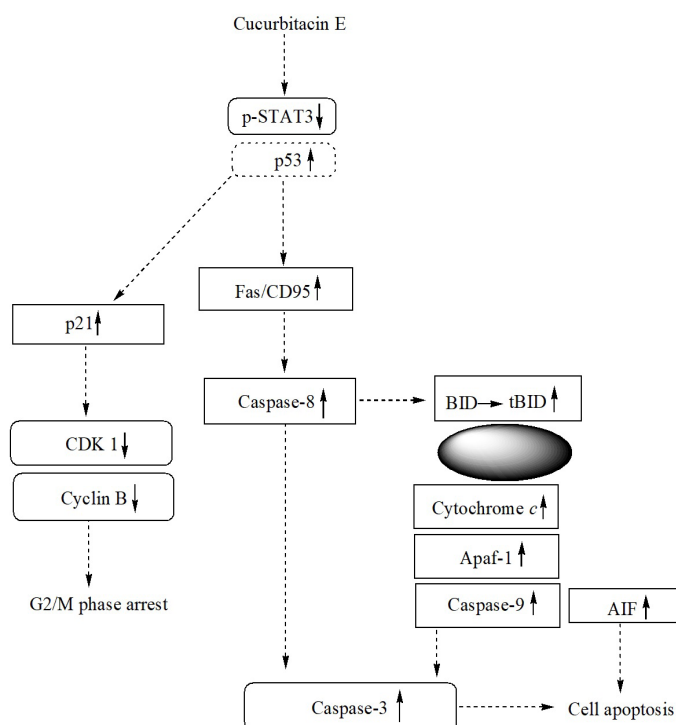 Cucurbitacin E
p-STAT3↓
p53↑
Fas/CD95↑
p21↑
Caspase-8↑
BID→tBID↑
CDK 1↓
Cyclin B↓
Cytochrome c↑
Apaf-1↑
Caspase-9↑
AIF↑
G2/M phase arrest
Caspase-3↑
Cell apoptosis